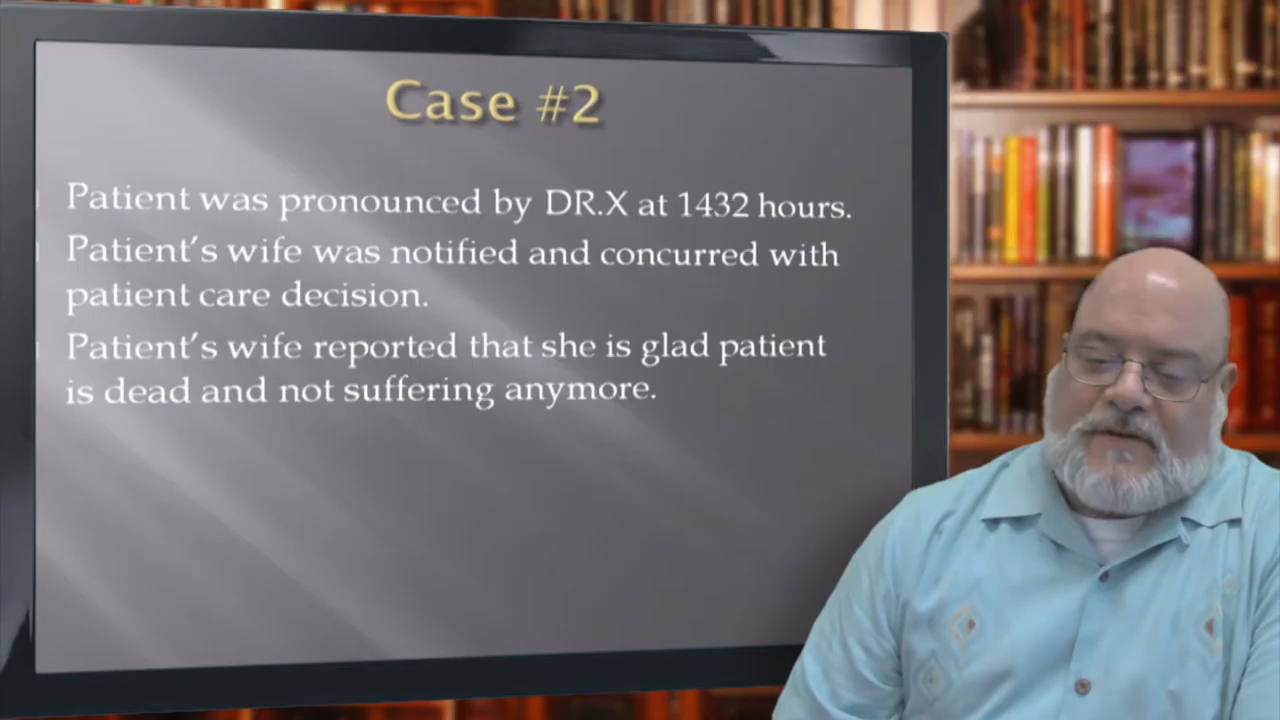 Case #2
Patient was pronounced by DR.X at 1432 hours.
Patient's wife was notified and concurred with
patient care decision.
Patient's wife reported that she is glad patient
is dead and not suffering anymore.